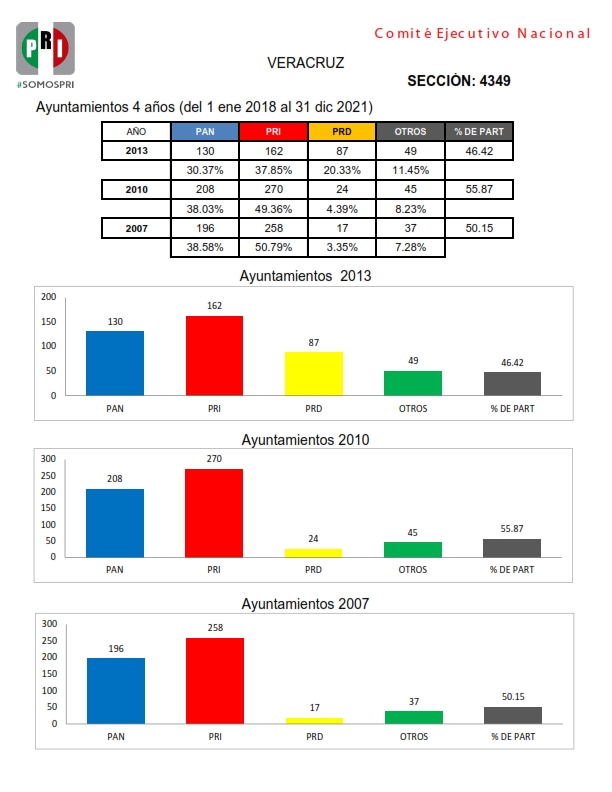 Comité Ejecutivo Nacional
PRI
#SOMOSPRI
VERACRUZ
SECCIÓN: 4349
Ayuntamientos 4 años (del 1 ene 2018 al 31 dic 2021)
AÑO PAN PRI PRD OTROS % DE PART
2013 130 162 87 49 46.42
30.37% 37.85% 20.33% 11.45%
2010 208 270 24 45 55.87
38.03% 49.36% 4.39% 8.23%
2007 196 258 17 37 50.15
38.58% 50.79% 3.35% 7.28%
Ayuntamientos 2013
200
150
100
50
0
130
162
87
49
46.42
PAN PRI PRD OTROS % DE PART
Ayuntamientos 2010
300
250
200
150
100
50
0
208
270
24
45
55.87
PAN PRI PRD OTROS % DE PART
Ayuntamientos 2007
300
250
200
150
100
50
0
196
258
17
37
50.15
PAN PRI PRD OTROS % DE PART